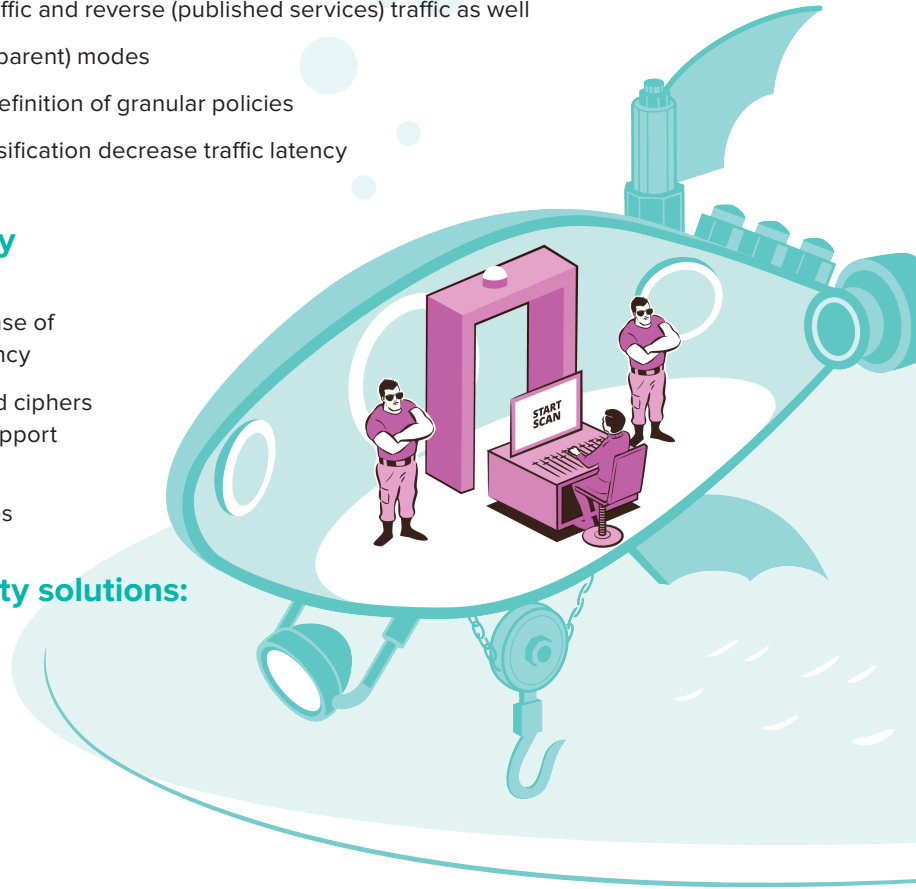 ffic and reverse (published services) traffic as well
parent) modes
efinition of granular policies
sification decrease traffic latency
y
ase of
ncy
d ciphers
pport
s
ty solutions:
START
SCAN